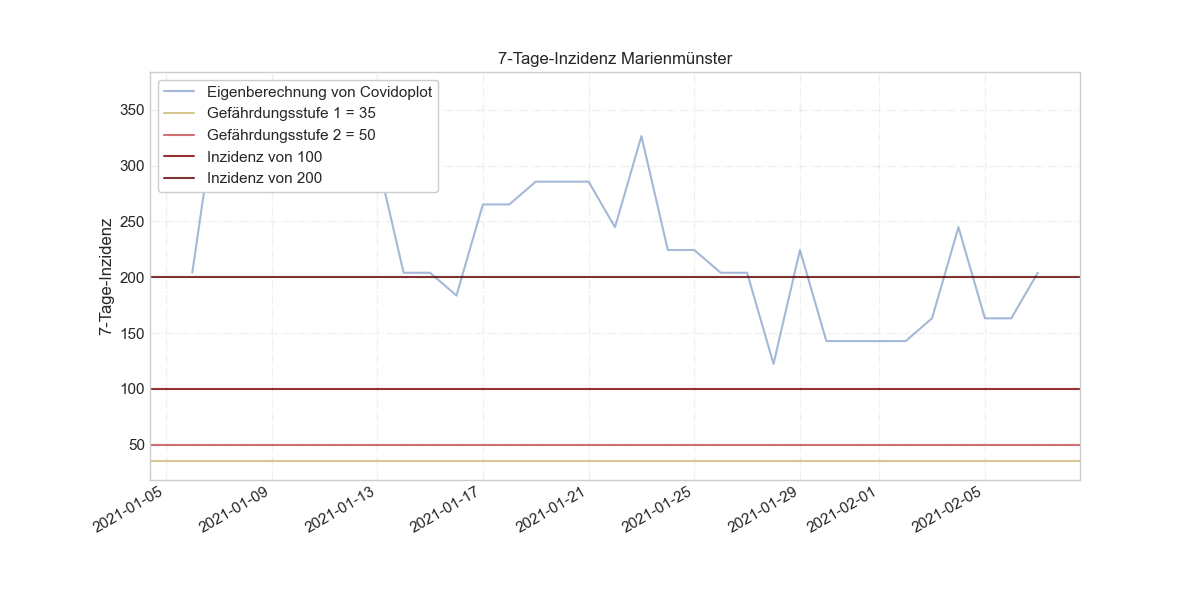 7-Tage-Inzidenz Marienmünster
Eigenberechnung von Covidoplot
Gefährdungsstufe 1 = 35
Gefährdungsstufe 2 = 50
Inzidenz von 100
Inzidenz von 200
7-Tage-Inzidenz
350
300
250
200
150
100
50
2021-01-05
2021-01-09
2021-01-13
2021-01-17
2021-01-21
2021-01-25
2021-01-29
2021-02-01
2021-02-05